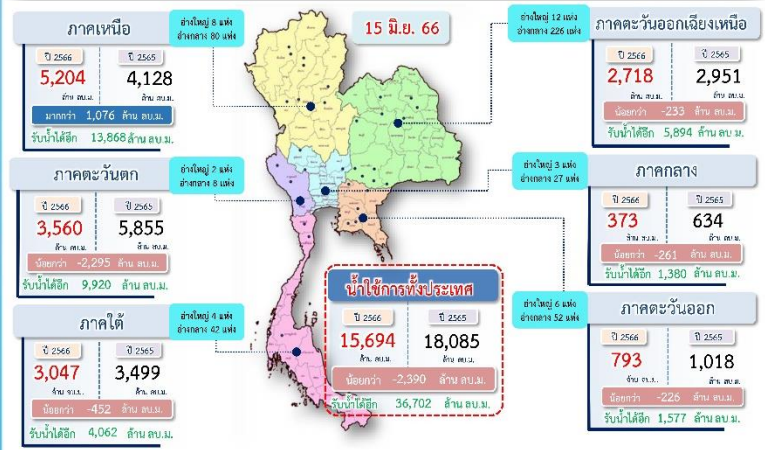 15 มิ.ย. 66
ภาคเหนือ
อ่างใหญ่ 8 แห่ง
อ่างกลาง 80 แห่ง
ปี 2566 ปี 2565
5,204 4,128
ล้าน ลบ.ม. ล้าน ลบ.ม.
มากกว่า 1,076 ล้าน ลบ.ม.
รับน้ำได้อีก 13,868 ล้าน ลบ.ม.
ภาคตะวันออกเฉียงเหนือ
อ่างใหญ่ 12 แห่ง
อ่างกลาง 226 แห่ง
ปี 2566 ปี 2565
2,718 2,951
ล้าน ลบ.ม. ล้าน ลบ.ม.
น้อยกว่า -233 ล้าน ลบ.ม.
รับน้ำได้อีก 5,894 ล้าน ลบ.ม.
ภาคตะวันตก
อ่างใหญ่ 2 แห่ง
อ่างกลาง 8 แห่ง
ปี 2566 ปี 2565
3,560 5,855
ล้าน ลบ.ม. ล้าน ลบ.ม.
น้อยกว่า -2,295 ล้าน ลบ.ม.
รับน้ำได้อีก 9,920 ล้าน ลบ.ม.
ภาคกลาง
อ่างใหญ่ 3 แห่ง
อ่างกลาง 27 แห่ง
ปี 2566 ปี 2565
373 634
ล้าน ลบ.ม. ล้าน ลบ.ม.
น้อยกว่า -261 ล้าน ลบ.ม.
รับน้ำได้อีก 1,380 ล้าน ลบ.ม.
ภาคใต้
อ่างใหญ่ 4 แห่ง
อ่างกลาง 42 แห่ง
ปี 2566 ปี 2565
3,047 3,499
ล้าน ลบ.ม. ล้าน ลบ.ม.
น้อยกว่า -452 ล้าน ลบ.ม.
รับน้ำได้อีก 4,062 ล้าน ลบ.ม.
น้ำใช้การทั้งประเทศ
ปี 2566 ปี 2565
15,694 18,085
ล้าน ลบ.ม. ล้าน ลบ.ม.
น้อยกว่า -2,390 ล้าน ลบ.ม.
รับน้ำได้อีก 36,702 ล้าน ลบ.ม.
ภาคตะวันออก
อ่างใหญ่ 6 แห่ง
อ่างกลาง 52 แห่ง
ปี 2566 ปี 2565
793 1,018
ล้าน ลบ.ม. ล้าน ลบ.ม.
น้อยกว่า -226 ล้าน ลบ.ม.
รับน้ำได้อีก 1,577 ล้าน ลบ.ม.